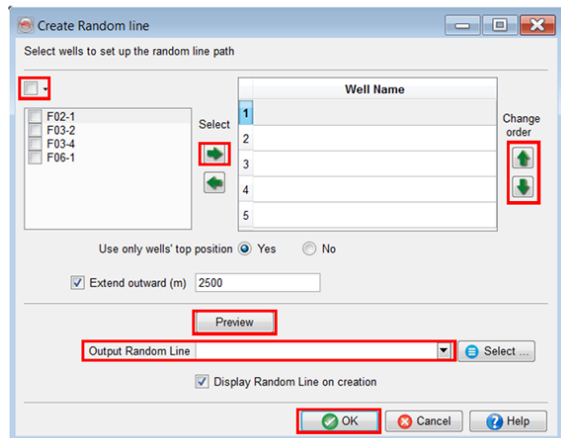 Create Random line
Select wells to set up the random line path
Well Name
F02-1
F03-2
F03-4
F06-1
Select
1
2
3
4
5
Change
order
Use only wells' top position Yes No
Extend outward (m) 2500
Preview
Output Random Line Select ...
Display Random Line on creation
OK Cancel Help